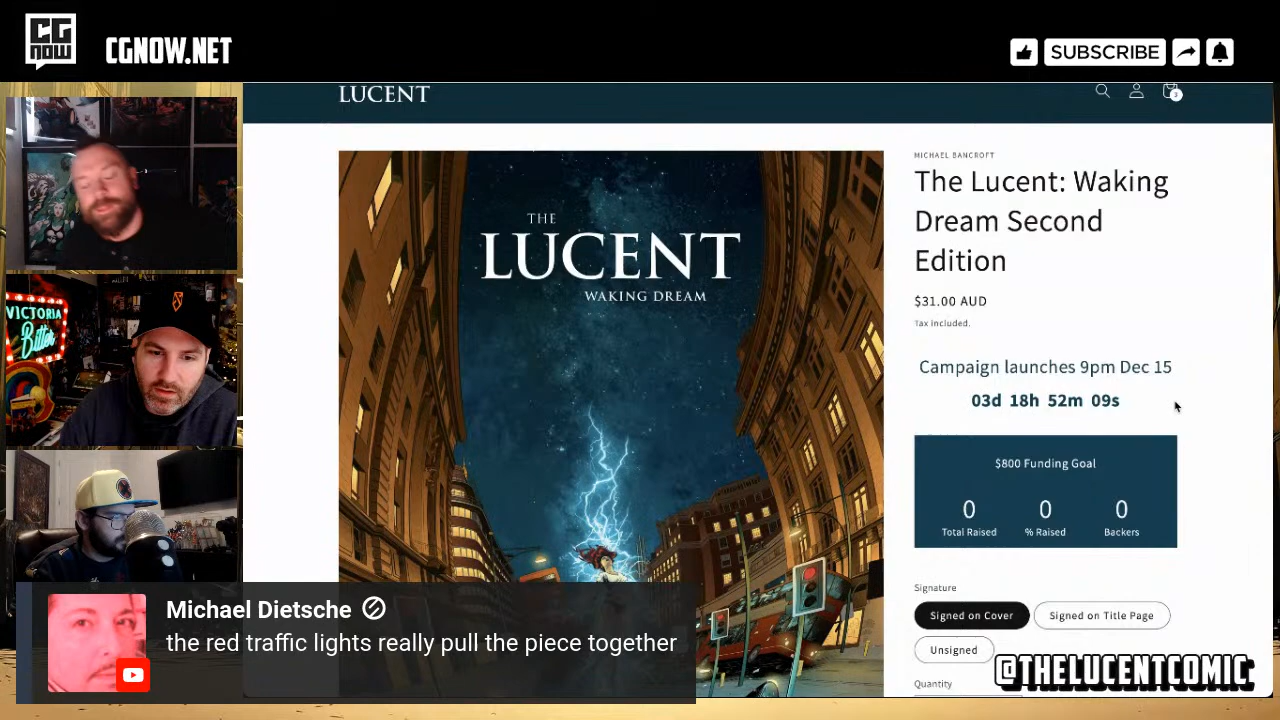 CG
NOW
CGNOW.NET
SUBSCRIBE
LUCENT
3
MICHAEL BANCROFT
The Lucent: Waking
Dream Second
Edition
$31.00 AUD
Tax included.
Campaign launches 9pm Dec 15
03d 18h 52m 09s
$800 Funding Goal
0 0 0
Total Raised % Raised Backers
Signature
Signed on Cover Signed on Title Page
Unsigned
Quantity
THE
LUCENT
WAKING DREAM
VICTORIA
Bitter
Michael Dietsche
the red traffic lights really pull the piece together
@THELUCENTCOMIC